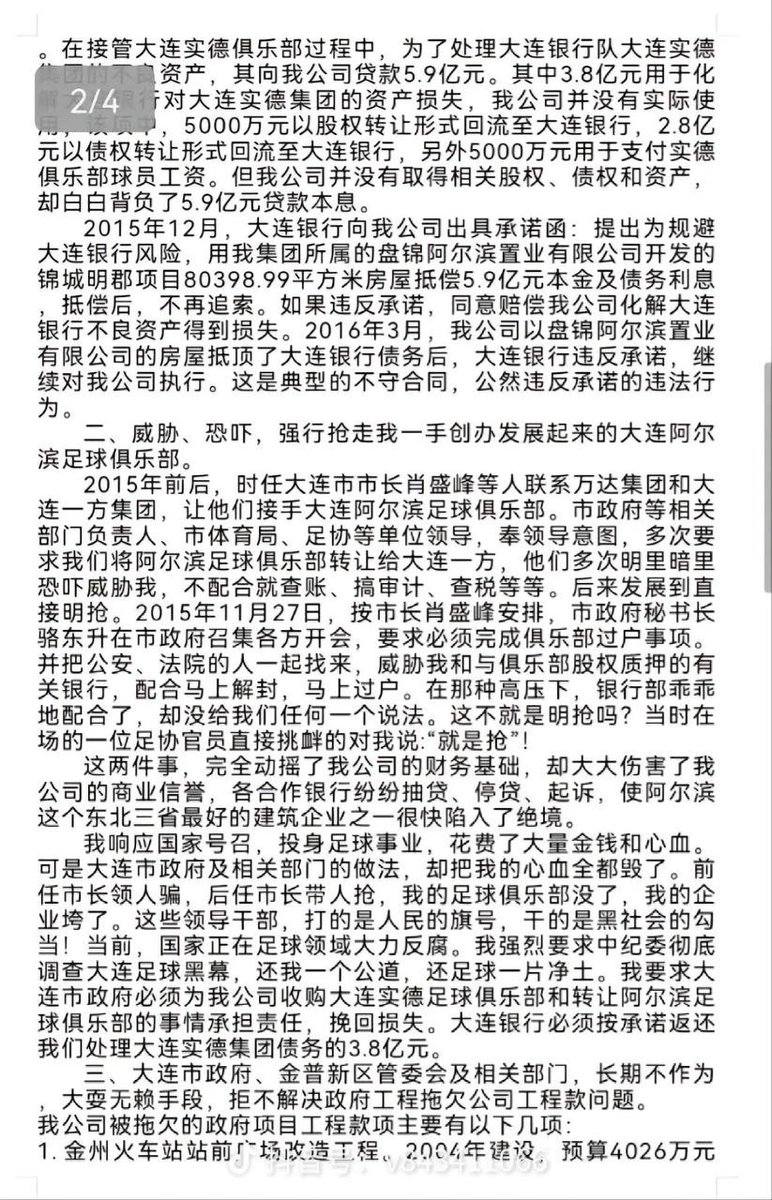 。在接管大连实德俱乐部过程中，为了处理大连银行队大连实德
集团的不良资产，其向我公司贷款5.9亿元。其中3.8亿元用于化
解大连银行对大连实德集团的资产损失，我公司并没有实际使
用，该项中，5000万元以股权转让形式回流至大连银行，2.8亿
元以债权转让形式回流至大连银行，另外5000万元用于支付实德
俱乐部球员工资。但我公司并没有取得相关股权、债权和资产，
却白白背负了5.9亿元贷款本息。
2/4
2015年12月，大连银行向我公司出具承诺函：提出为规避
大连银行风险，用我集团所属的盘锦阿尔滨置业有限公司开发的
锦城明郡项目80398.99平方米房屋抵偿5.9亿元本金及债务利息
，抵偿后，不再追索。如果违反承诺，同意赔偿我公司化解大连
银行不良资产得到损失。2016年3月，我公司以盘锦阿尔滨置业
有限公司的房屋抵顶了大连银行债务后，大连银行违反承诺，继
续对我公司执行。这是典型的不守合同，公然违反承诺的违法行
为。
二、威胁、恐吓，强行抢走我一手创办发展起来的大连阿尔
滨足球俱乐部。
2015年前后，时任大连市市长肖盛峰等人联系万达集团和大
连一方集团，让他们接手大连阿尔滨足球俱乐部。市政府等相关
部门负责人、市体育局、足协等单位领导，奉领导意图，多次要
求我们将阿尔滨足球俱乐部转让给大连一方，他们多次明里暗里
恐吓威胁我，不配合就查账、搞审计、查税等等。后来发展到直
接明抢。2015年11月27日，按市长肖盛峰安排，市政府秘书长
骆东升在市政府召集各方开会，要求必须完成俱乐部过户事项。
并把公安、法院的人一起找来，威胁我和与俱乐部股权质押的有
关银行，配合马上解封，马上过户。在那种高压下，银行部乖乖
地配合了，却没给我们任何一个说法。这不就是明抢吗？当时在
场的一位足协官员直接挑衅的对我说:“就是抢”！
这两件事，完全动摇了我公司的财务基础，却大大伤害了我
公司的商业信誉，各合作银行纷纷抽贷、停贷、起诉，使阿尔滨
这个东北三省最好的建筑企业之一很快陷入了绝境。
我响应国家号召，投身足球事业，花费了大量金钱和心血。
可是大连市政府及相关部门的做法，却把我的心血全都毁了。前
任市长领人骗，后任市长带人抢，我的足球俱乐部没了，我的企
业垮了。这些领导干部，打的是人民的旗号，干的是黑社会的勾
当！当前，国家正在足球领域大力反腐。我强烈要求中纪委彻底
调查大连足球黑幕，还我一个公道，还足球一片净土。我要求大
连市政府必须为我公司收购大连实德足球俱乐部和转让阿尔滨足
球俱乐部的事情承担责任，挽回损失。大连银行必须按承诺返还
我们处理大连实德集团债务的3.8亿元。
三、大连市政府、金普新区管委会及相关部门，长期不作为
，大耍无赖手段，拒不解决政府工程拖欠公司工程款问题。
我公司被拖欠的政府项目工程款项主要有以下几项：
1. 金州火车站站前广场改造工程。2004年建设，预算4026万元
抖音号：v843411066